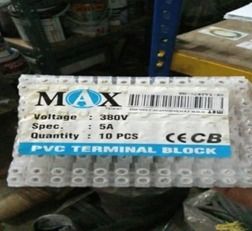 MAX
Voltage : 380V
Spec. : 5A
Quantity : 10 PCS
CE CB
PVC TERMINAL BLOCK